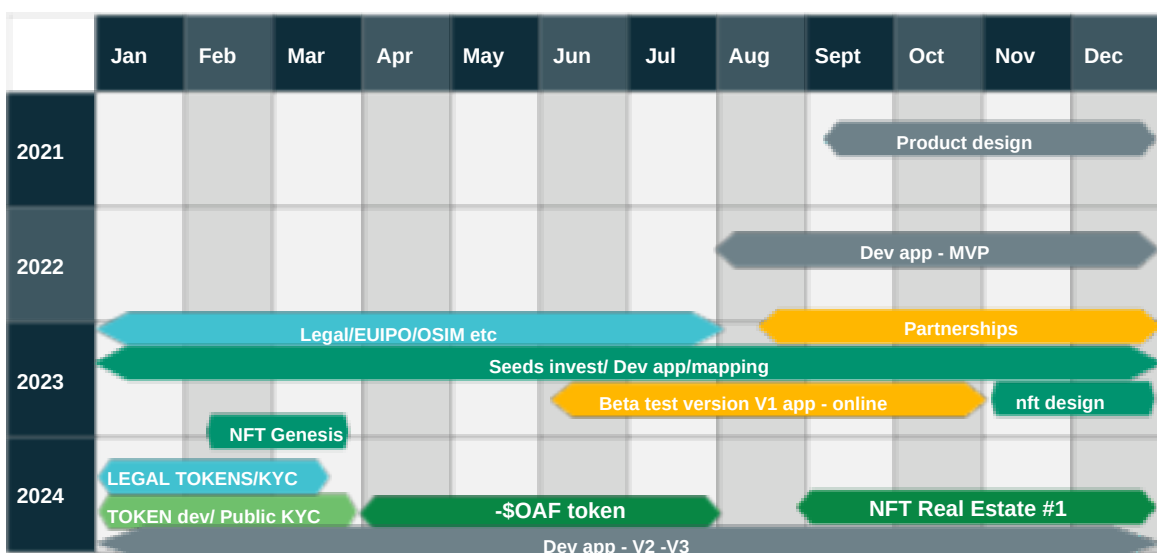 Jan Feb Mar Apr May Jun Jul Aug Sept Oct Nov Dec
2021
Product design
2022
Dev app - MVP
2023
Legal/EUIPO/OSIM etc
Partnerships
Seeds invest/ Dev app/mapping
Beta test version V1 app - online
nft design
NFT Genesis
2024
LEGAL TOKENS/KYC
TOKEN dev/ Public KYC
-$OAF token
NFT Real Estate #1
Dev app - V2 -V3